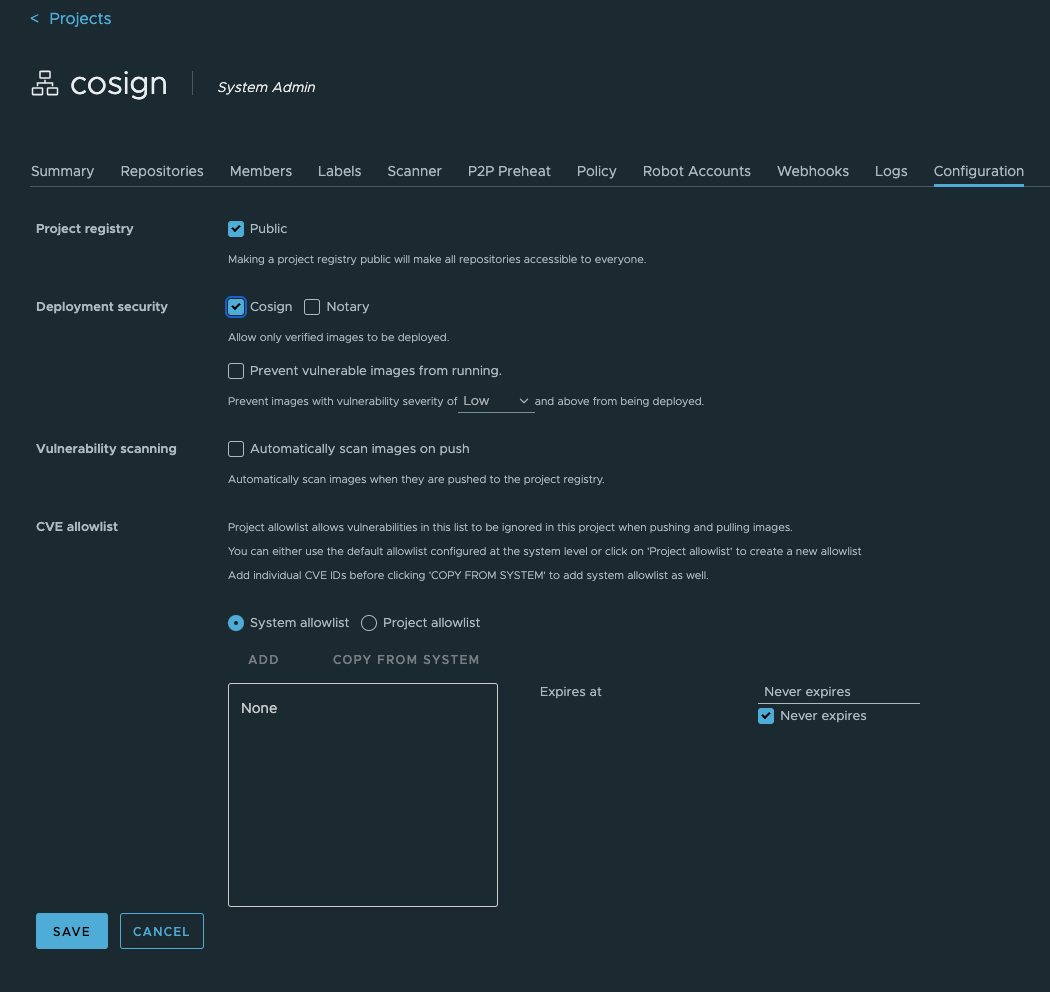 < Projects
cosign System Admin
Summary Repositories Members Labels Scanner P2P Preheat Policy Robot Accounts Webhooks Logs Configuration
Project registry Public
Making a project registry public will make all repositories accessible to everyone.
Deployment security Cosign Notary
Allow only verified images to be deployed.
Prevent vulnerable images from running.
Prevent images with vulnerability severity of Low and above from being deployed.
Vulnerability scanning Automatically scan images on push
Automatically scan images when they are pushed to the project registry.
CVE allowlist Project allowlist allows vulnerabilities in this list to be ignored in this project when pushing and pulling images.
You can either use the default allowlist configured at the system level or click on 'Project allowlist' to create a new allowlist
Add individual CVE IDs before clicking 'COPY FROM SYSTEM' to add system allowlist as well.
System allowlist Project allowlist
ADD COPY FROM SYSTEM
None Expires at Never expires
Never expires
SAVE CANCEL